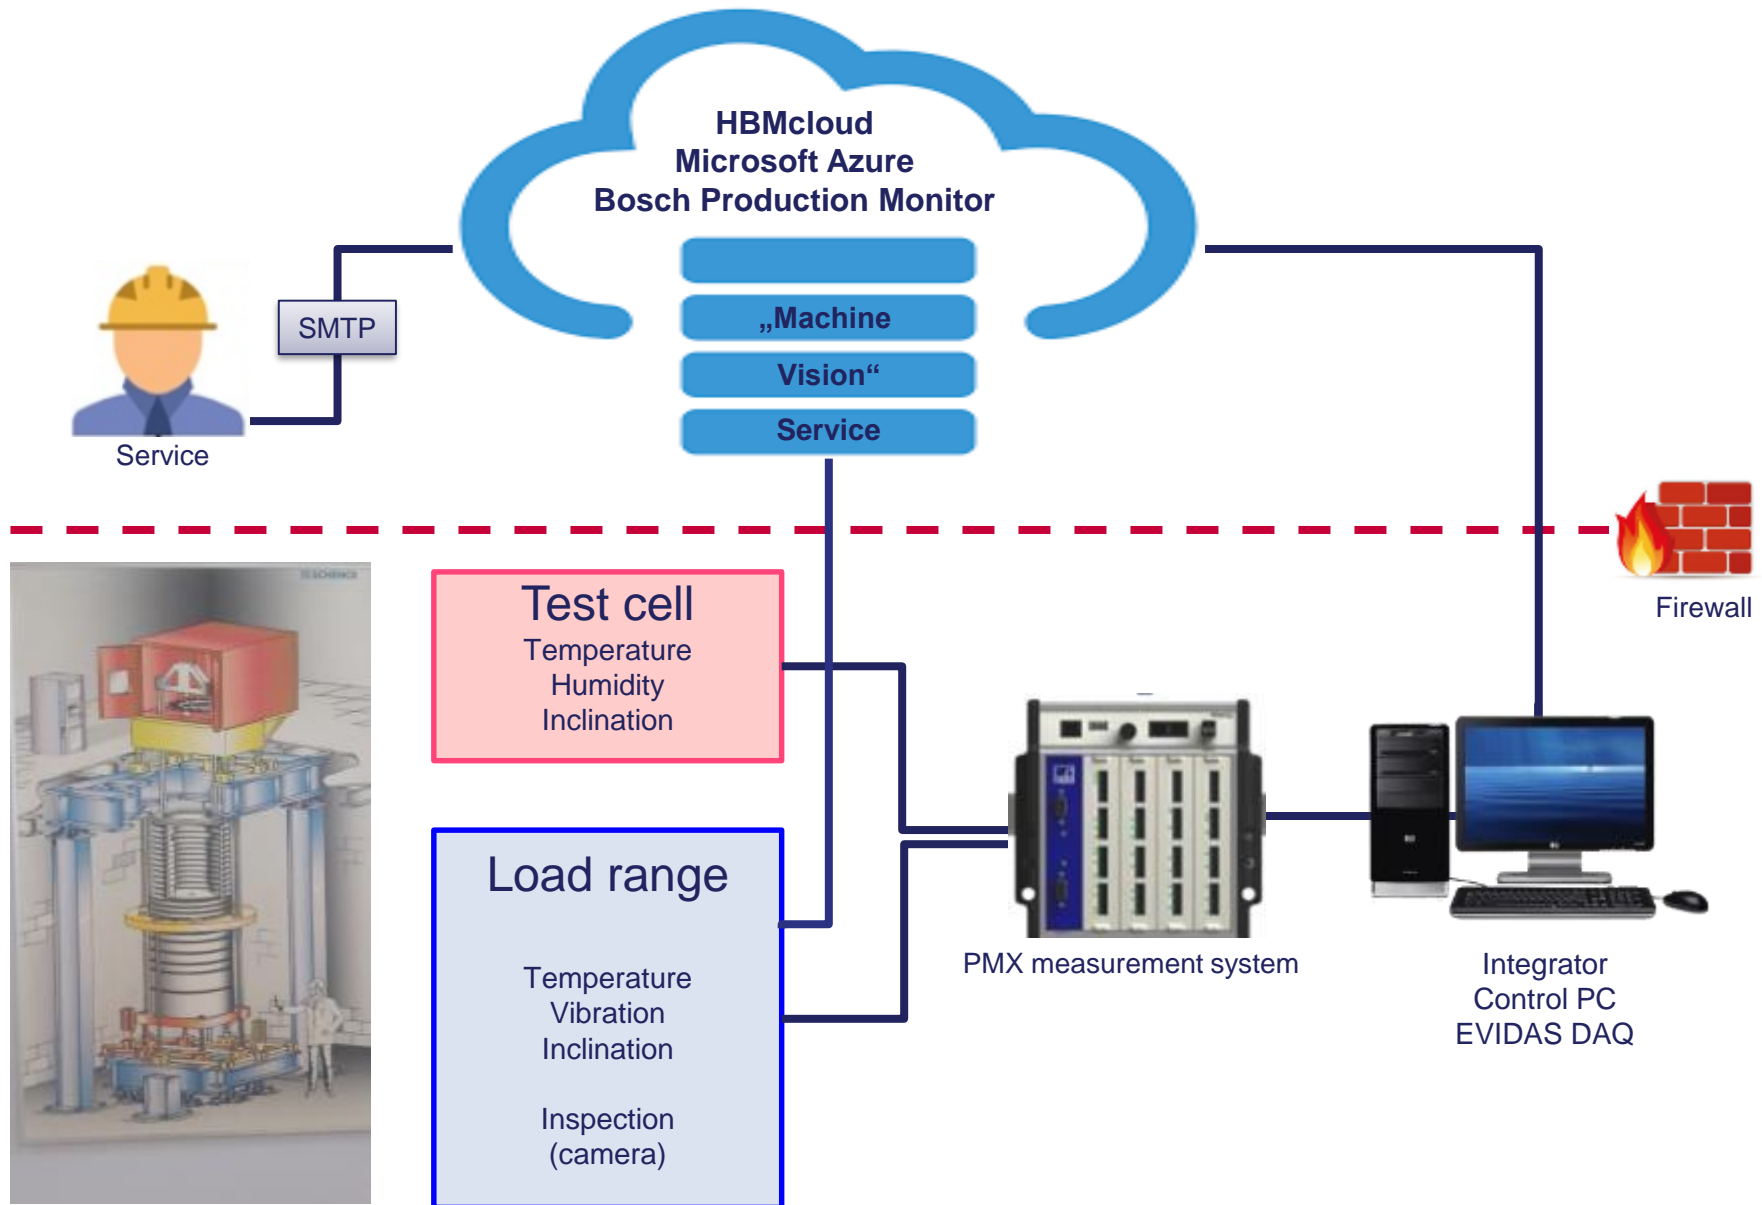 HBMcloud
Microsoft Azure
Bosch Production Monitor
„Machine
Vision“
Service
SMTP
Service
Firewall
SCHENCK
Test cell
Temperature
Humidity
Inclination
Load range
Temperature
Vibration
Inclination
Inspection
(camera)
PMX measurement system
Integrator
Control PC
EVIDAS DAQ